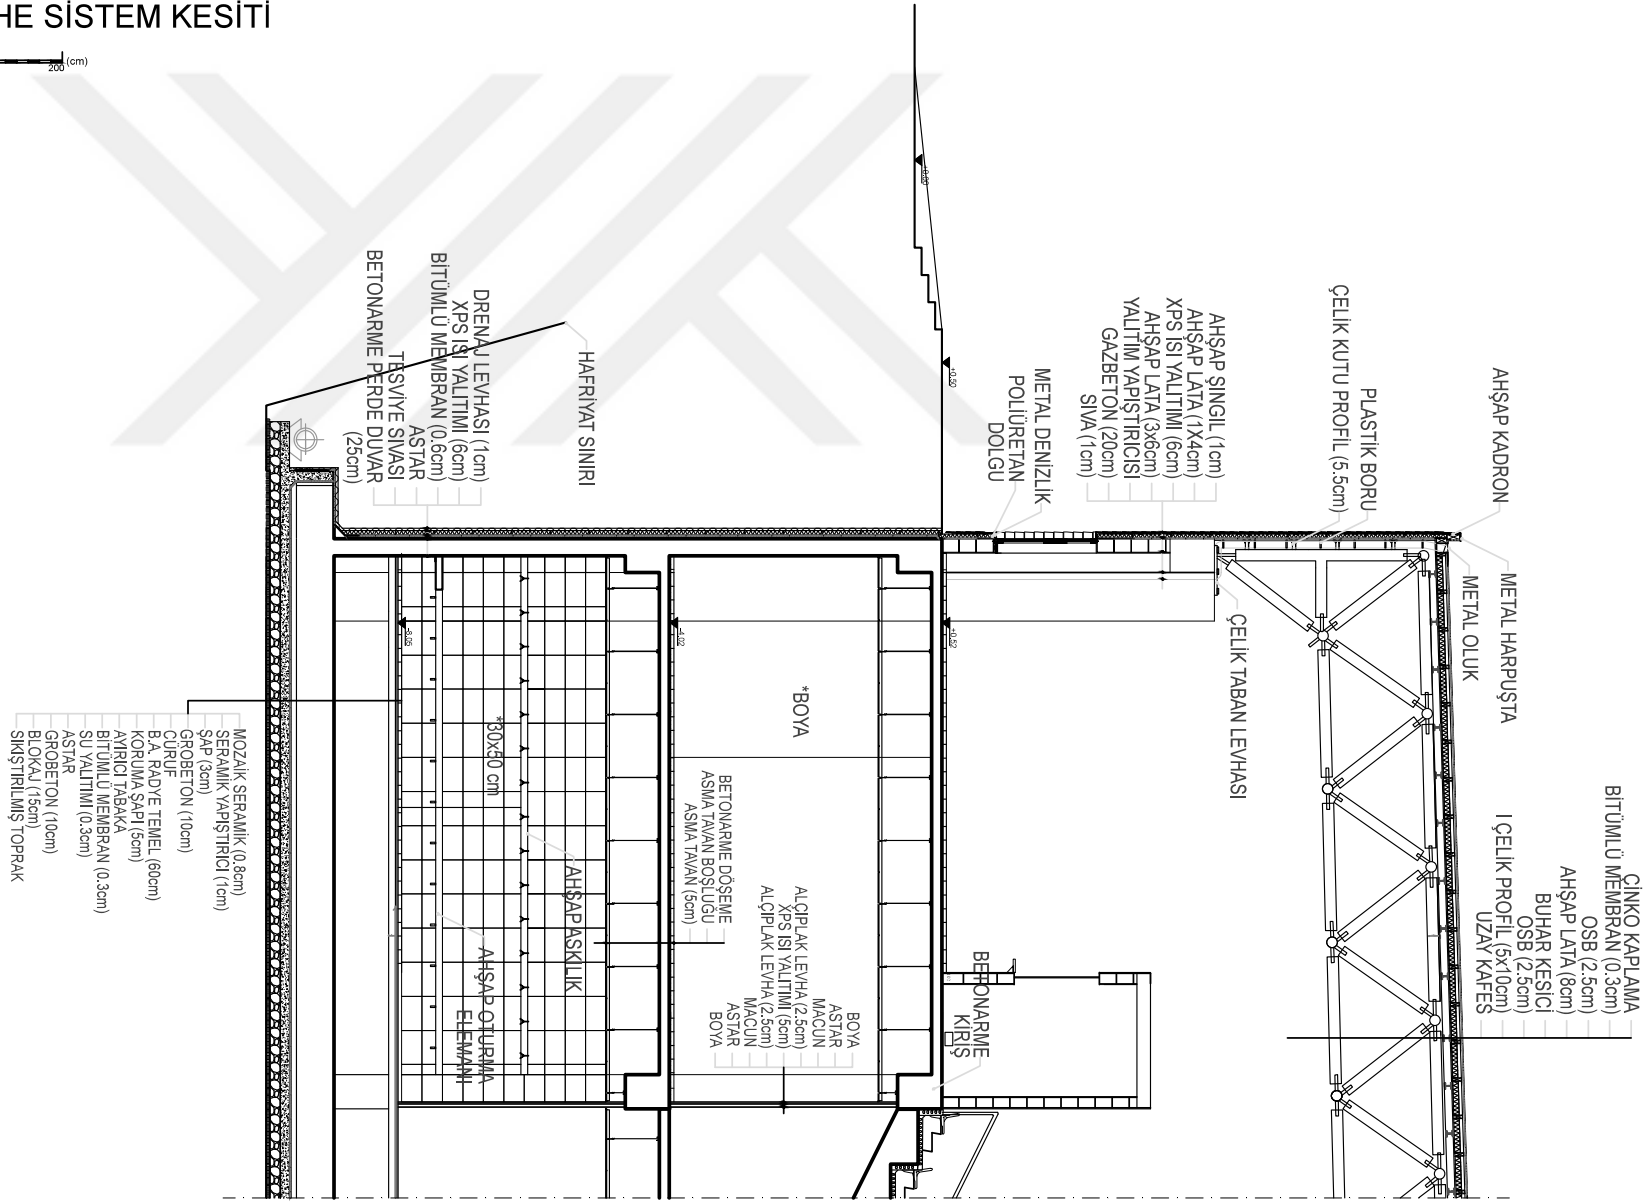 HE SİSTEM KESİTİ
200
(cm)
ÇİNKO KAPLAMA
BİTÜMLÜ MEMBRAN (0.3cm)
OSB (2.5cm)
AHŞAP LATA (8cm)
BUHAR KESİCİ
OSB (2.5cm)
I ÇELİK PROFİL (5x10cm)
UZAY KAFES
AHŞAP KADRON
METAL HARPUŞTA
METAL OLUK
PLASTİK BORU
ÇELİK KUTU PROFİL (5.5cm)
ÇELİK TABAN LEVHASI
AHŞAP ŞINGIL (1cm)
AHŞAP LATA (1X4cm)
XPS ISI YALITIMI (6cm)
AHŞAP LATA (3x6cm)
YALITIM YAPIŞTIRICISI
GAZBETON (20cm)
SIVA (1cm)
METAL DENİZLİK
POLİÜRETAN
DOLGU
±0.00
+0.50
+0.52
BETONARME
KİRİŞ
*BOYA
BOYA
ASTAR
MACUN
ALÇIPLAK LEVHA (2.5cm)
XPS ISI YALITIMI (5cm)
ALÇIPLAK LEVHA (2.5cm)
MACUN
ASTAR
BOYA
BETONARME DÖŞEME
ASMA TAVAN BOŞLUĞU
ASMA TAVAN (5cm)
-4.02
HAFRİYAT SINIRI
DRENAJ LEVHASI (1cm)
XPS ISI YALITIMI (6cm)
BİTÜMLÜ MEMBRAN (0.6cm)
ASTAR
TESVİYE SIVASI
BETONARME PERDE DUVAR
(25cm)
AHŞAP ASKILIK
*30x50 cm
AHŞAP OTURMA
ELEMANI
-8.05
MOZAİK SERAMİK (0.8cm)
SERAMİK YAPIŞTIRICI (1cm)
ŞAP (3cm)
GROBETON (10cm)
CÜRUF
B.A. RADYE TEMEL (60cm)
KORUMA ŞAPI (5cm)
AYIRICI TABAKA
BİTÜMLÜ MEMBRAN (0.3cm)
SU YALITIMI (0.3cm)
ASTAR
GROBETON (10cm)
BLOKAJ (15cm)
SIKIŞTIRILMIŞ TOPRAK